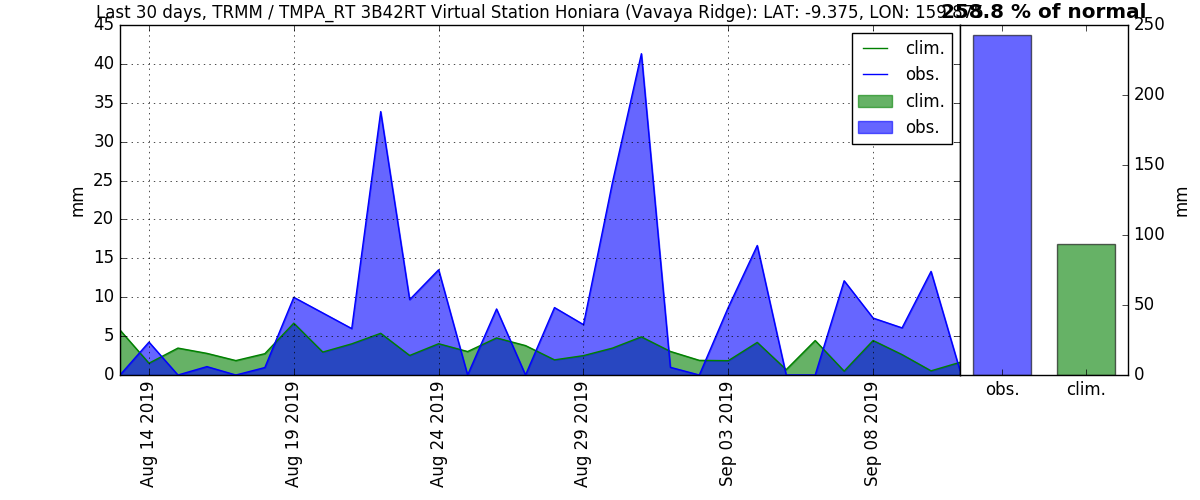 Last 30 days, TRMM / TMPA_RT 3B42RT Virtual Station Honiara (Vavaya Ridge): LAT: -9.375, LON:
258.8 % of normal
45
40
35
30
25
20
15
10
5
0
mm
clim.
obs.
clim.
obs.
Aug 14 2019
Aug 19 2019
Aug 24 2019
Aug 29 2019
Sep 03 2019
Sep 08 2019
250
200
150
100
50
0
mm
obs.
clim.